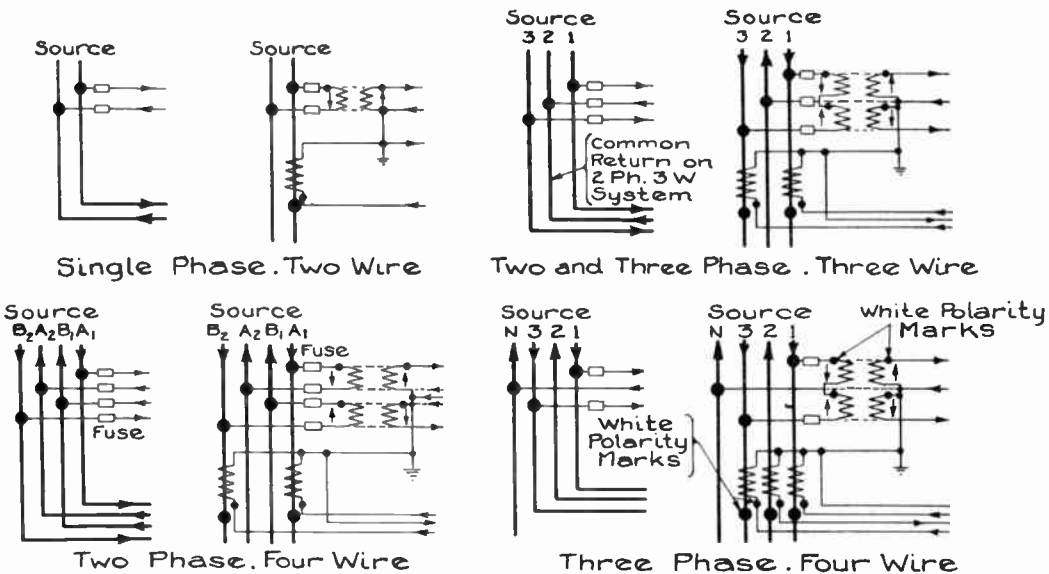 Source
Source
Single Phase. Two Wire
Source
3 2 1
Common
Return on
2 Ph. 3 W
System
Source
3 2 1
Two and Three Phase. Three Wire
Source
B2 A2 B1 A1
Fuse
Source
B2 A2 B1 A1
Fuse
Two Phase. Four Wire
Source
N 3 2 1
Source
N 3 2 1
White Polarity
Marks
White
Polarity
Marks
Three Phase. Four Wire